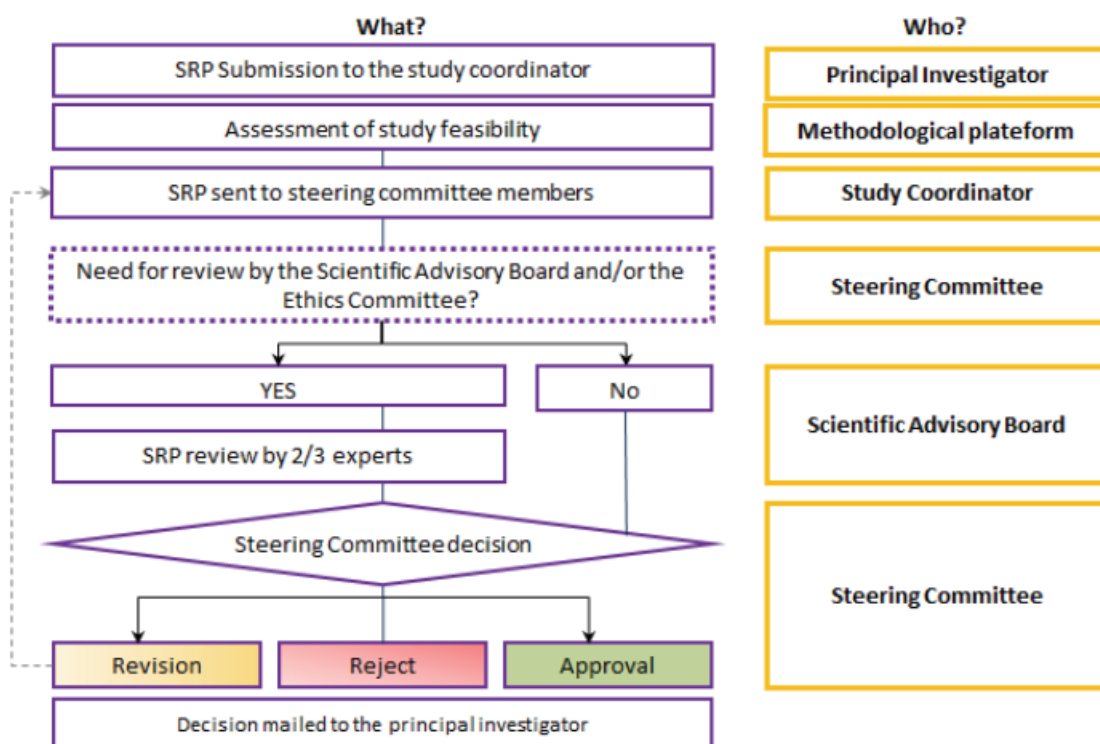 What?
Who?
SRP Submission to the study coordinator
Principal Investigator
Assessment of study feasibility
Methodological plateform
SRP sent to steering committee members
Study Coordinator
Need for review by the Scientific Advisory Board and/or the
Ethics Committee?
Steering Committee
YES
No
Scientific Advisory Board
SRP review by 2/3 experts
Steering Committee decision
Steering Committee
Revision
Reject
Approval
Decision mailed to the principal investigator